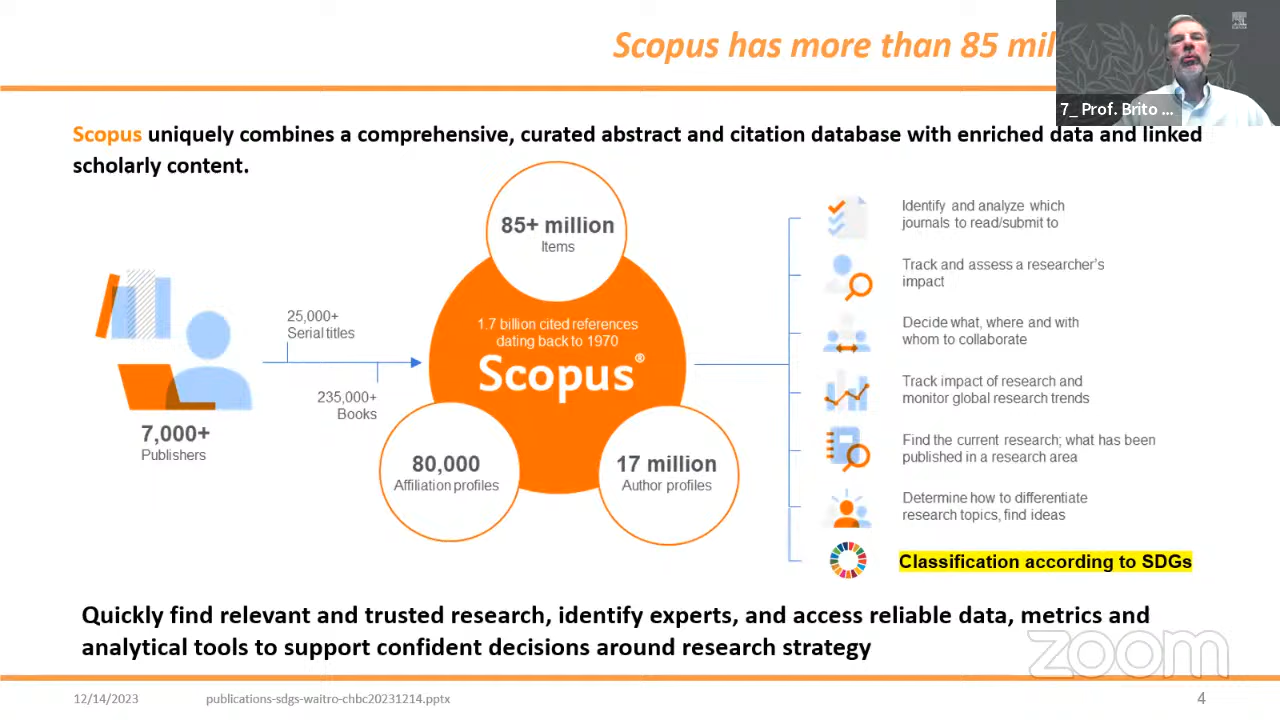 Scopus has more than 85 mil
7_ Prof. Brito ...
Scopus uniquely combines a comprehensive, curated abstract and citation database with enriched data and linked
scholarly content.
85+ million
Items
1.7 billion cited references
dating back to 1970
Scopus®
25,000+
Serial titles
235,000+
Books
7,000+
Publishers
80,000
Affiliation profiles
17 million
Author profiles
Identify and analyze which
journals to read/submit to
Track and assess a researcher's
impact
Decide what, where and with
whom to collaborate
Track impact of research and
monitor global research trends
Find the current research; what has been
published in a research area
Determine how to differentiate
research topics, find ideas
Classification according to SDGs
Quickly find relevant and trusted research, identify experts, and access reliable data, metrics and
analytical tools to support confident decisions around research strategy
zoom
12/14/2023
publications-sdgs-waitro-chbc20231214.pptx
4